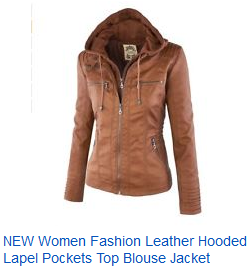 NEW Women Fashion Leather Hooded
Lapel Pockets Top Blouse Jacket